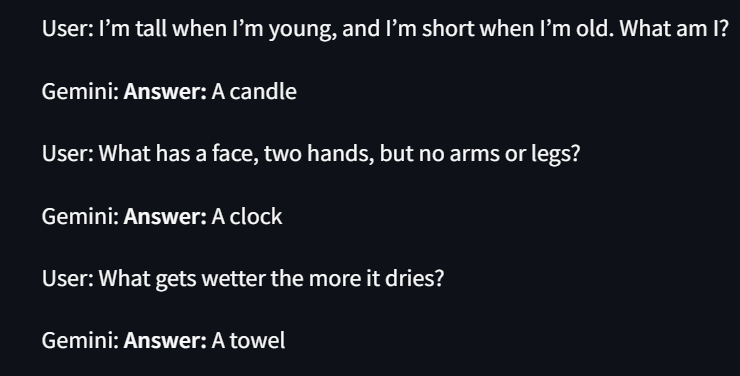 User: I’m tall when I’m young, and I’m short when I’m old. What am I?
Gemini: Answer: A candle
User: What has a face, two hands, but no arms or legs?
Gemini: Answer: A clock
User: What gets wetter the more it dries?
Gemini: Answer: A towel